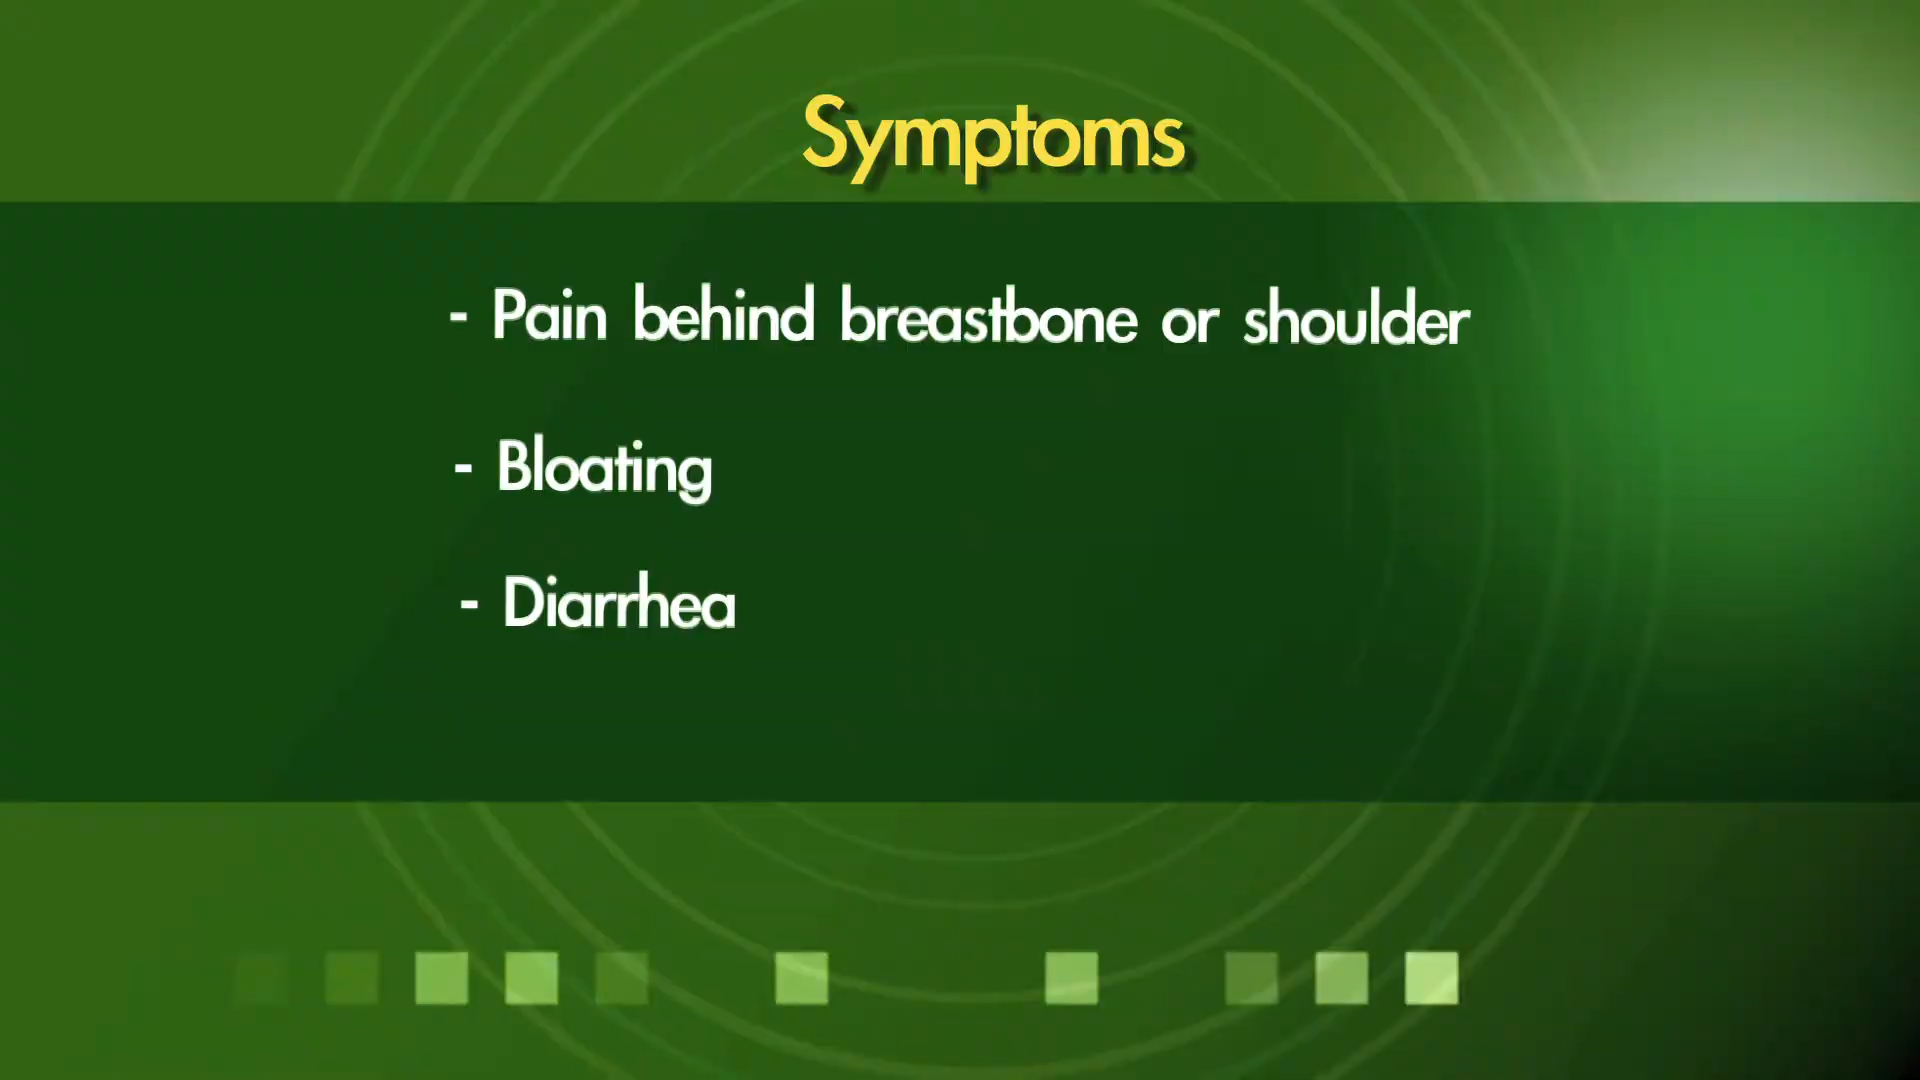 Symptoms
- Pain behind breastbone or shoulder
- Bloating
- Diarrhea